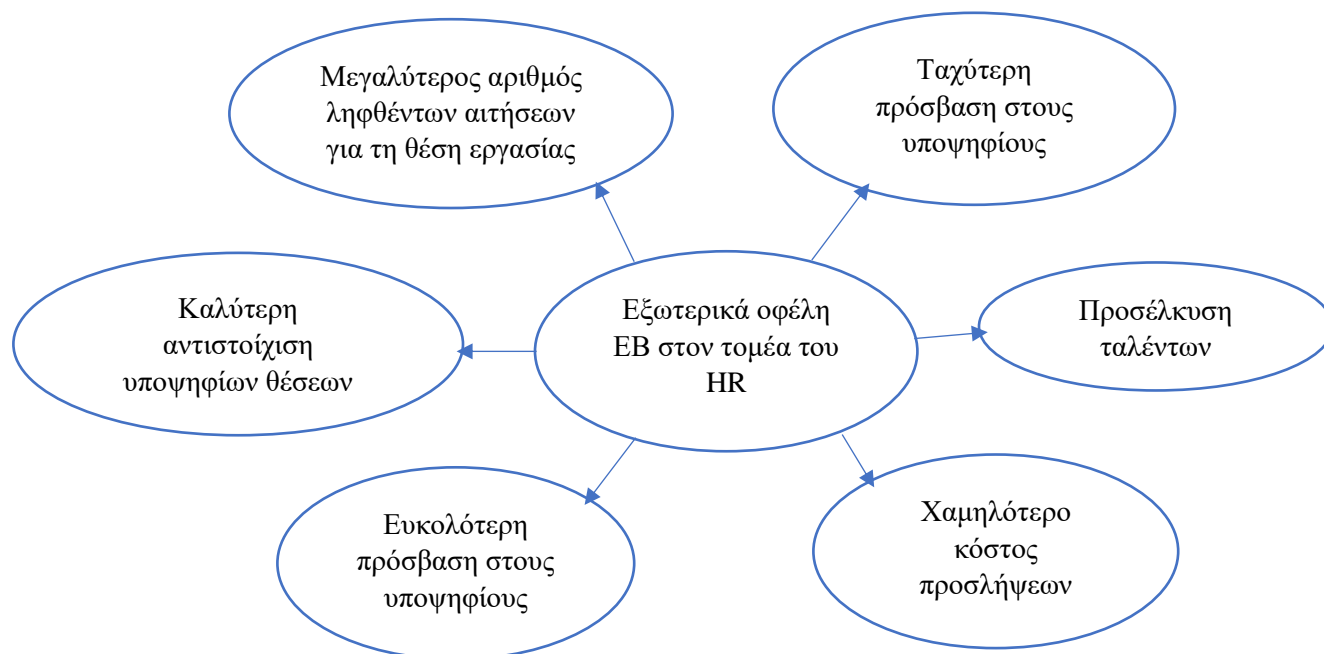 Μεγαλύτερος αριθμός
ληφθέντων αιτήσεων
για τη θέση εργασίας
Ταχύτερη
πρόσβαση στους
υποψηφίους
Καλύτερη
αντιστοίχιση
υποψηφίων θέσεων
Εξωτερικά οφέλη
EB στον τομέα του
HR
Προσέλκυση
ταλέντων
Ευκολότερη
πρόσβαση στους
υποψηφίους
Χαμηλότερο
κόστος
προσλήψεων